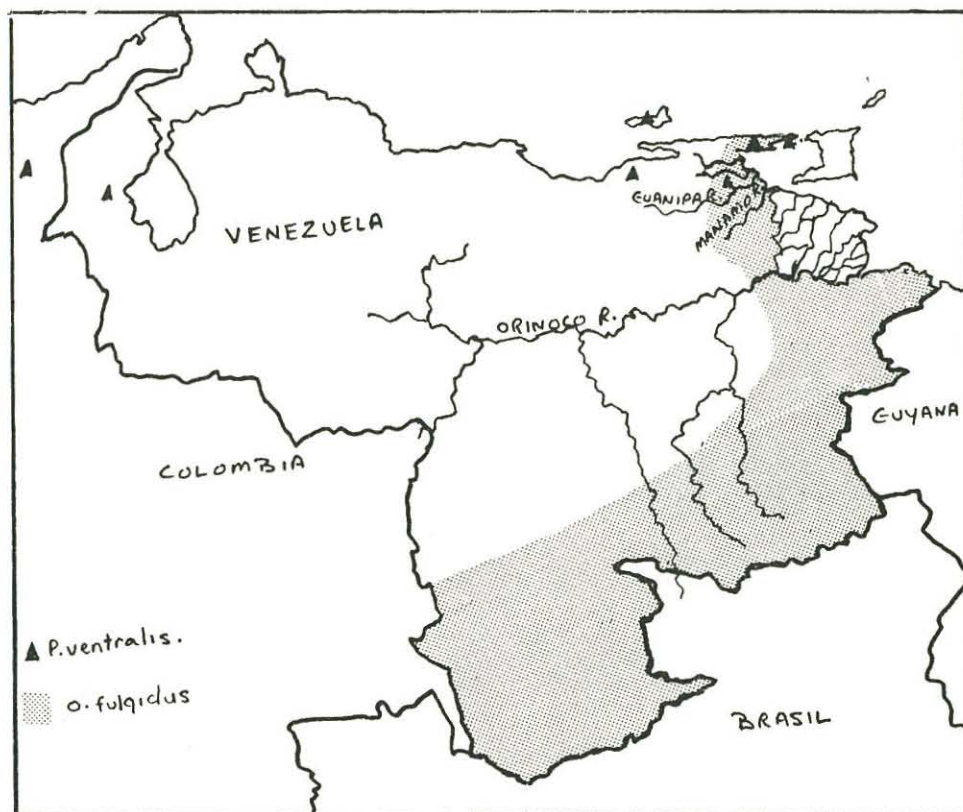 VENEZUELA
GUANIPA R.
MANAMO R.
ORINOCO R.
GUYANA
COLOMBIA
P. ventralis.
O. fulgidus
BRASIL